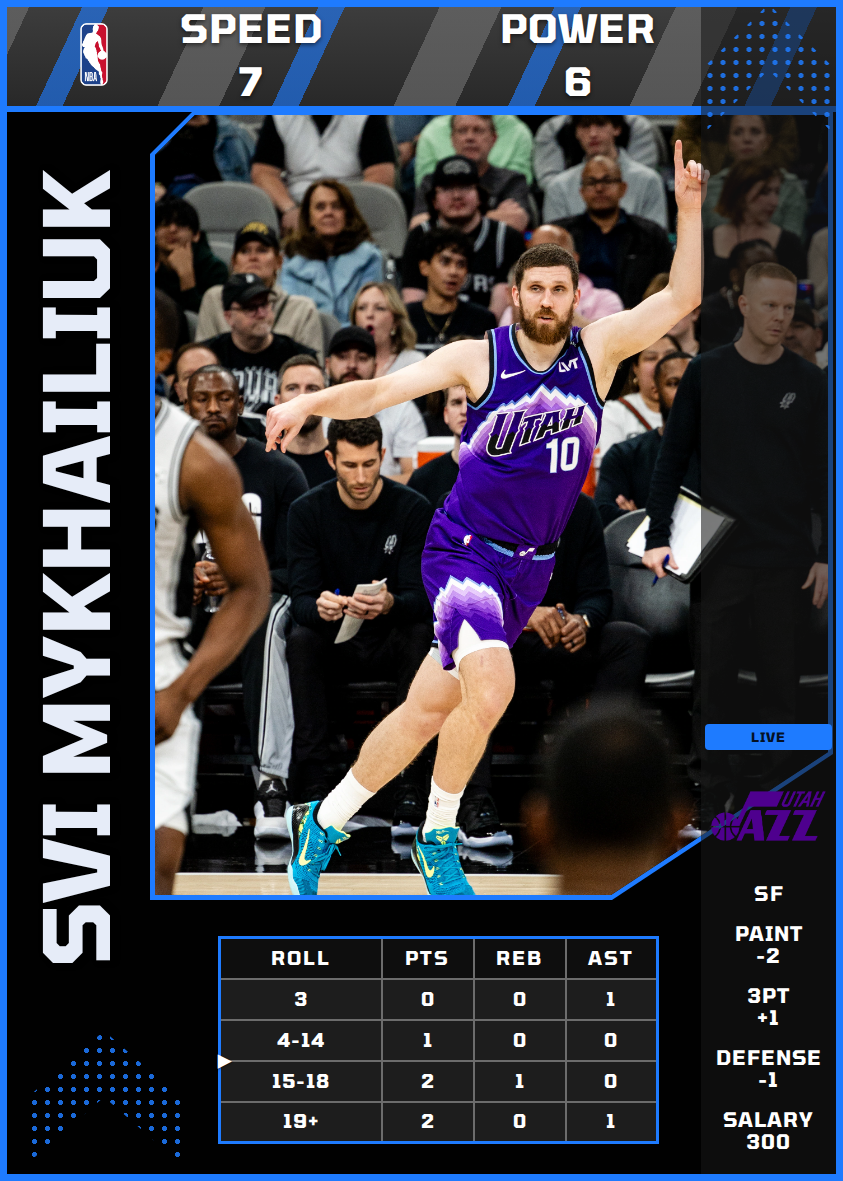 SPEED
7
POWER
6
NBA
SVI MYKHAILIUK
LVT
UTAH
10
LIVE
UTAH
JAZZ
SF
PAINT
-2
3PT
+1
DEFENSE
-1
SALARY
300
ROLL PTS REB AST
3 0 0 1
4-14 1 0 0
15-18 2 1 0
19+ 2 0 1